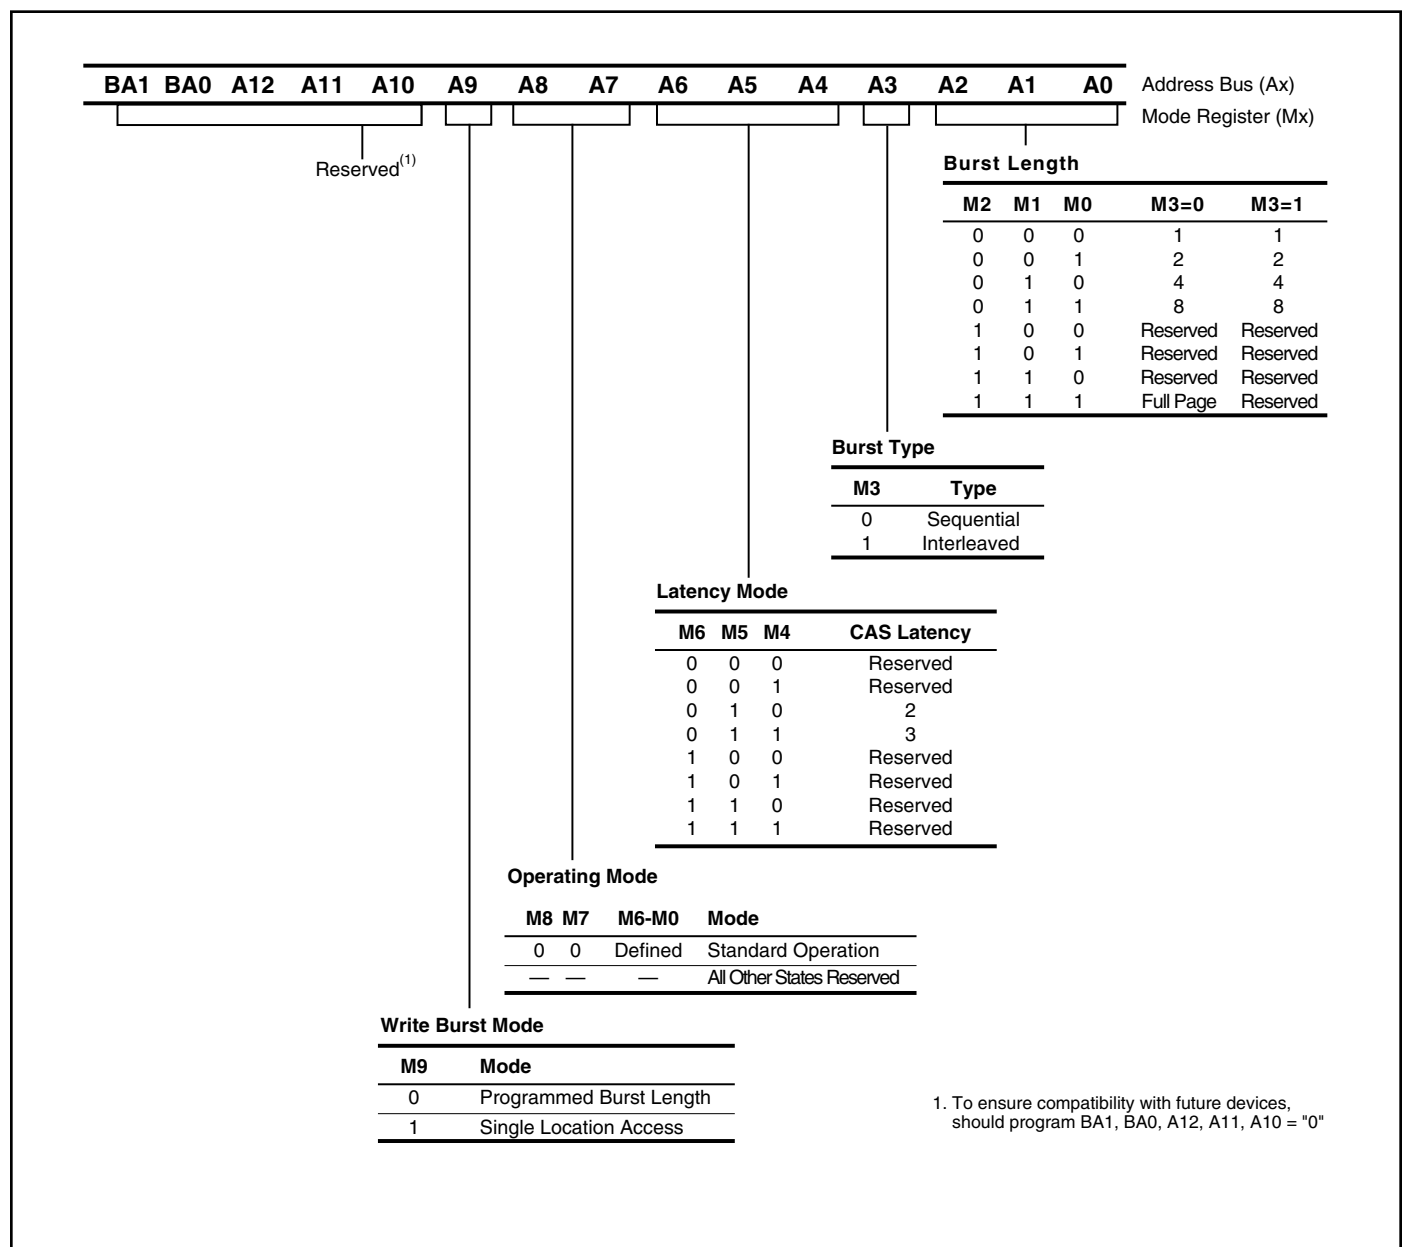 BA1 BA0 A12 A11 A10 A9 A8 A7 A6 A5 A4 A3 A2 A1 A0 Address Bus (Ax)
Mode Register (Mx)
Reserved(1)
Burst Length
M2 M1 M0 M3=0 M3=1
0 0 0 1 1
0 0 1 2 2
0 1 0 4 4
0 1 1 8 8
1 0 0 Reserved Reserved
1 0 1 Reserved Reserved
1 1 0 Reserved Reserved
1 1 1 Full Page Reserved
Burst Type
M3 Type
0 Sequential
1 Interleaved
Latency Mode
M6 M5 M4 CAS Latency
0 0 0 Reserved
0 0 1 Reserved
0 1 0 2
0 1 1 3
1 0 0 Reserved
1 0 1 Reserved
1 1 0 Reserved
1 1 1 Reserved
Operating Mode
M8 M7 M6-M0 Mode
0 0 Defined Standard Operation
— — — All Other States Reserved
Write Burst Mode
M9 Mode
0 Programmed Burst Length
1 Single Location Access
1. To ensure compatibility with future devices,
should program BA1, BA0, A12, A11, A10 = "0"